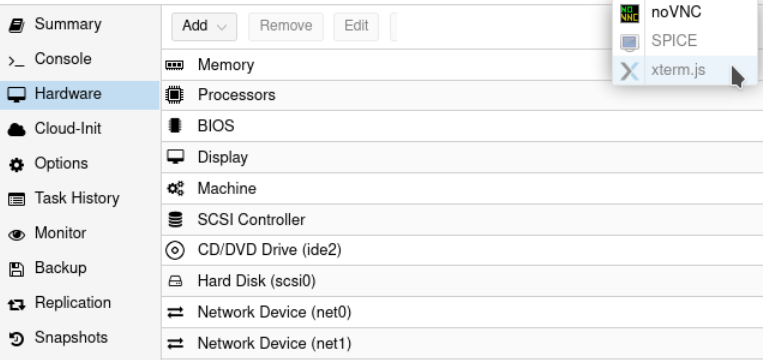 Summary
Console
Hardware
Cloud-Init
Options
Task History
Monitor
Backup
Replication
Snapshots
Add Remove Edit
Memory
Processors
BIOS
Display
Machine
SCSI Controller
CD/DVD Drive (ide2)
Hard Disk (scsi0)
Network Device (net0)
Network Device (net1)
NO VNC noVNC
SPICE
xterm.js